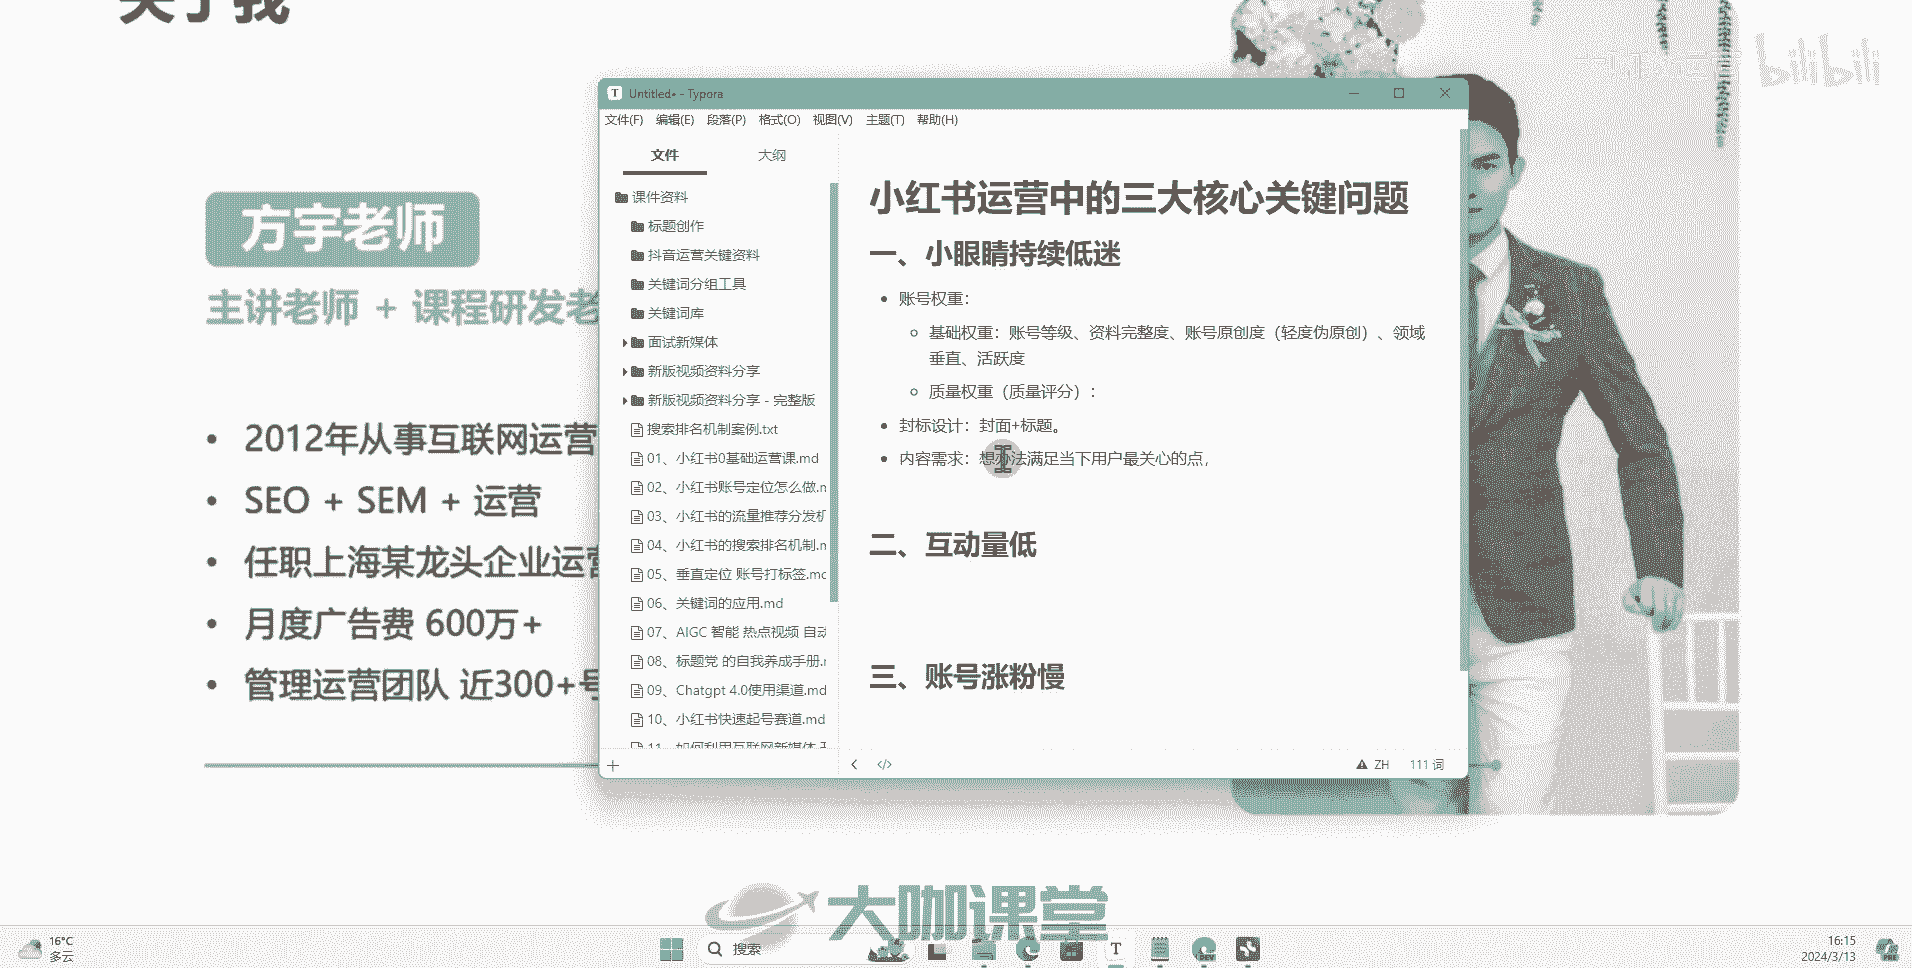 关于我
bilibili
方宇老师
主讲老师 + 课程研发老
2012年从事互联网运营
SEO + SEM + 运营
任职上海某龙头企业运营
月度广告费 600万+
管理运营团队 近300+号
Untitled• - Typora
文件(F) 编辑(E) 段落(P) 格式(O) 视图(V) 主题(T) 帮助(H)
文件 大纲
课件资料
标题创作
抖音运营关键资料
关键词分组工具
关键词库
面试新媒体
新版视频资料分享
新版视频资料分享 - 完整版
搜索排名机制案例.txt
01、小红书0基础运营课.md
02、小红书账号定位怎么做.m
03、小红书的流量推荐分发机
04、小红书的搜索排名机制.m
05、垂直定位 账号打标签.md
06、关键词的应用.md
07、AIGC 智能 热点视频 自动
08、标题党 的自我养成手册.m
09、Chatgpt 4.0使用渠道.md
10、小红书快速起号赛道.md
11、如何利用互联网新媒体
小红书运营中的三大核心关键问题
一、小眼睛持续低迷
账号权重：
基础权重：账号等级、资料完整度、账号原创度（轻度伪原创）、领域
垂直、活跃度
质量权重（质量评分）：
封标设计：封面+标题。
内容需求：想办法满足当下用户最关心的点，
二、互动量低
三、账号涨粉慢
ZH 111 词
大咖课堂
16°C
多云
搜索
16:15
2024/3/13